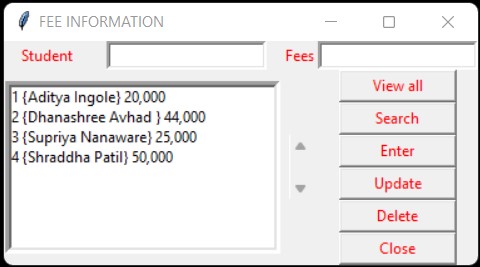 FEE INFORMATION
Student
Fees
1 {Aditya Ingole} 20,000
2 {Dhanashree Avhad } 44,000
3 {Supriya Nanaware} 25,000
4 {Shraddha Patil} 50,000
View all
Search
Enter
Update
Delete
Close